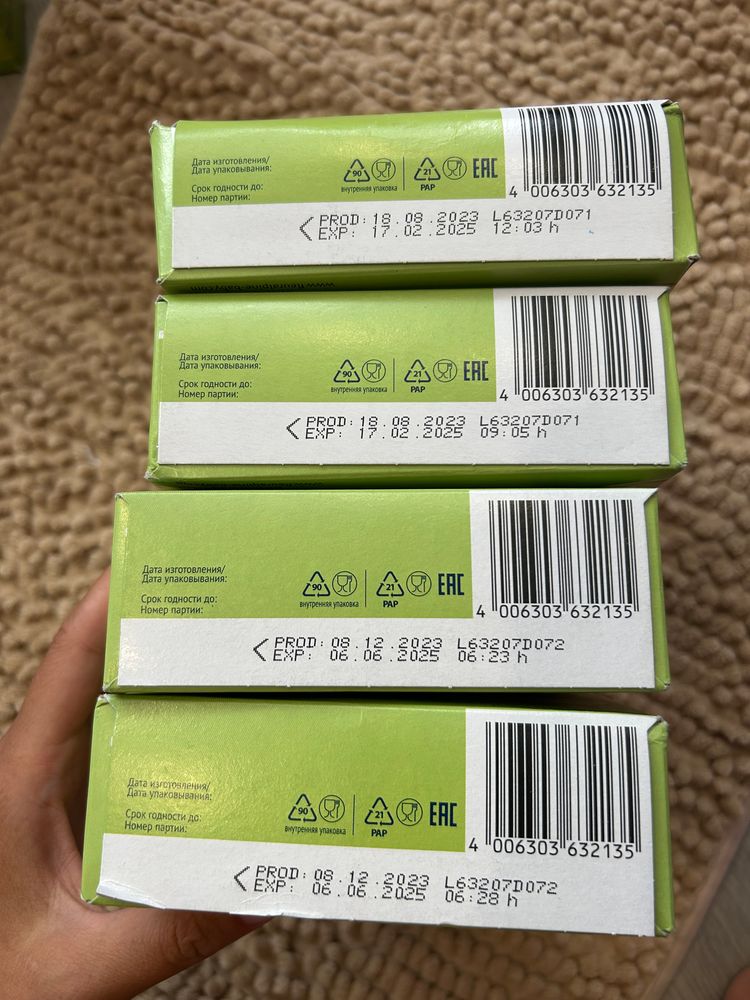 Дата изготовления/
Дата упаковывания:
Срок годности до:
Номер партии:
90
внутренняя упаковка
21
PAP
EAC
4 006303 632135
PROD: 18.08.2023 L63207D071
EXP: 17.02.2025 12:03 h
www.fleuralpine-baby.com
Дата изготовления/
Дата упаковывания:
Срок годности до:
Номер партии:
90
внутренняя упаковка
21
PAP
EAC
4 006303 632135
PROD: 18.08.2023 L63207D071
EXP: 17.02.2025 09:05 h
Дата изготовления/
Дата упаковывания:
Срок годности до:
Номер партии:
90
внутренняя упаковка
21
PAP
EAC
4 006303 632135
PROD: 08.12.2023 L63207D072
EXP: 06.06.2025 06:23 h
Дата изготовления/
Дата упаковывания:
Срок годности до:
Номер партии:
90
внутренняя упаковка
21
PAP
EAC
4 006303 632135
PROD: 08.12.2023 L63207D072
EXP: 06.06.2025 06:28 h